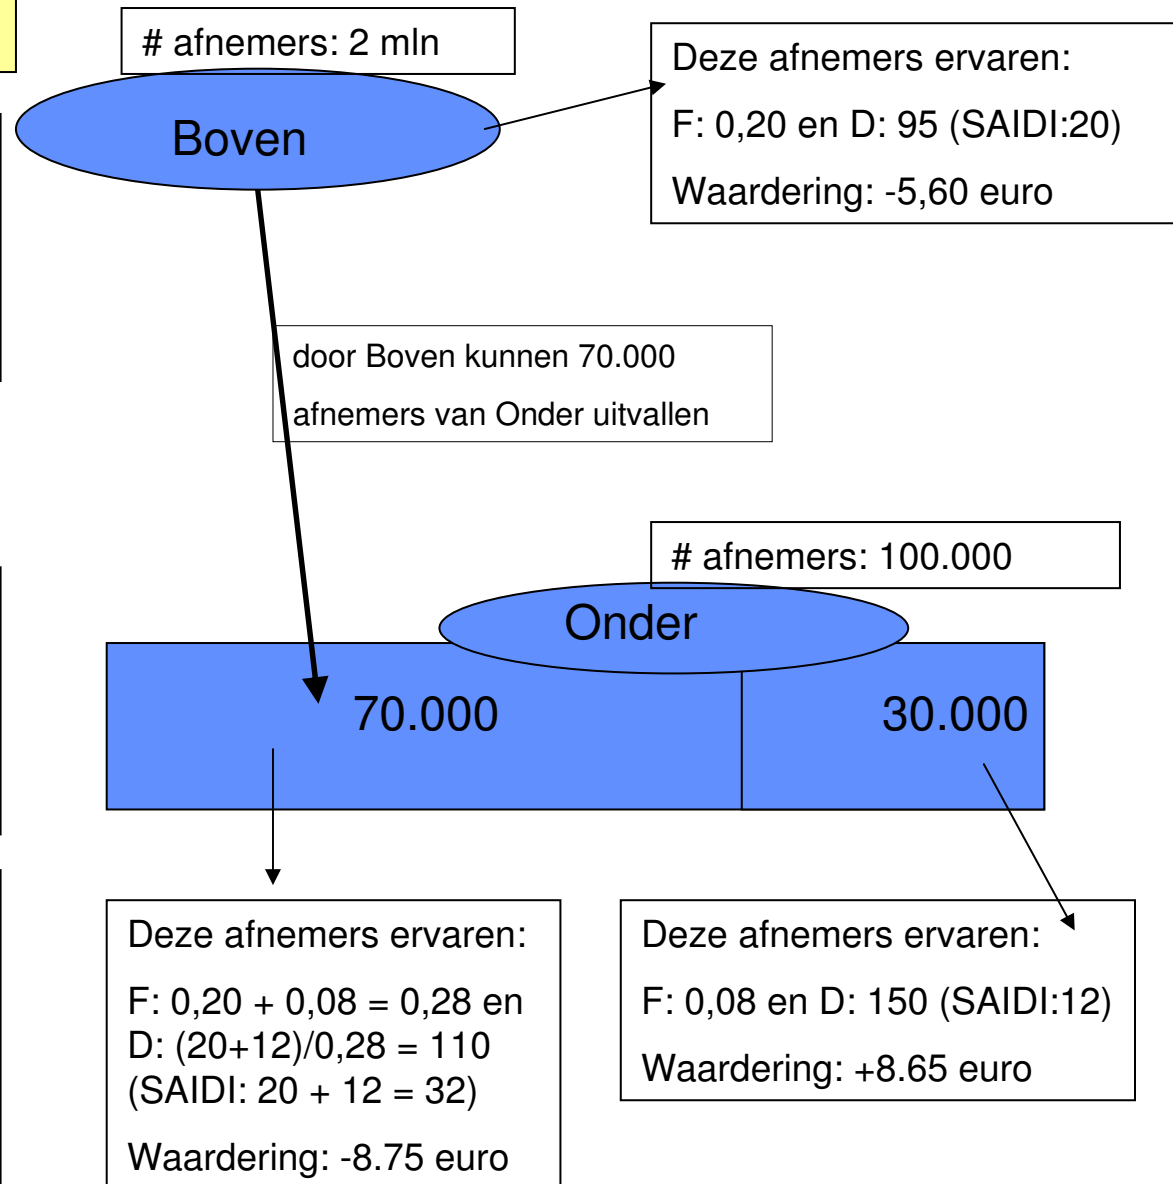 # afnemers: 2 mln
Boven
Deze afnemers ervaren:
F: 0,20 en D: 95 (SAIDI:20)
Waardering: -5,60 euro
door Boven kunnen 70.000
afnemers van Onder uitvallen
# afnemers: 100.000
Onder
70.000
30.000
Deze afnemers ervaren:
F: 0,20 + 0,08 = 0,28 en
D: (20+12)/0,28 = 110
(SAIDI: 20 + 12 = 32)
Waardering: -8.75 euro
Deze afnemers ervaren:
F: 0,08 en D: 150 (SAIDI:12)
Waardering: +8.65 euro